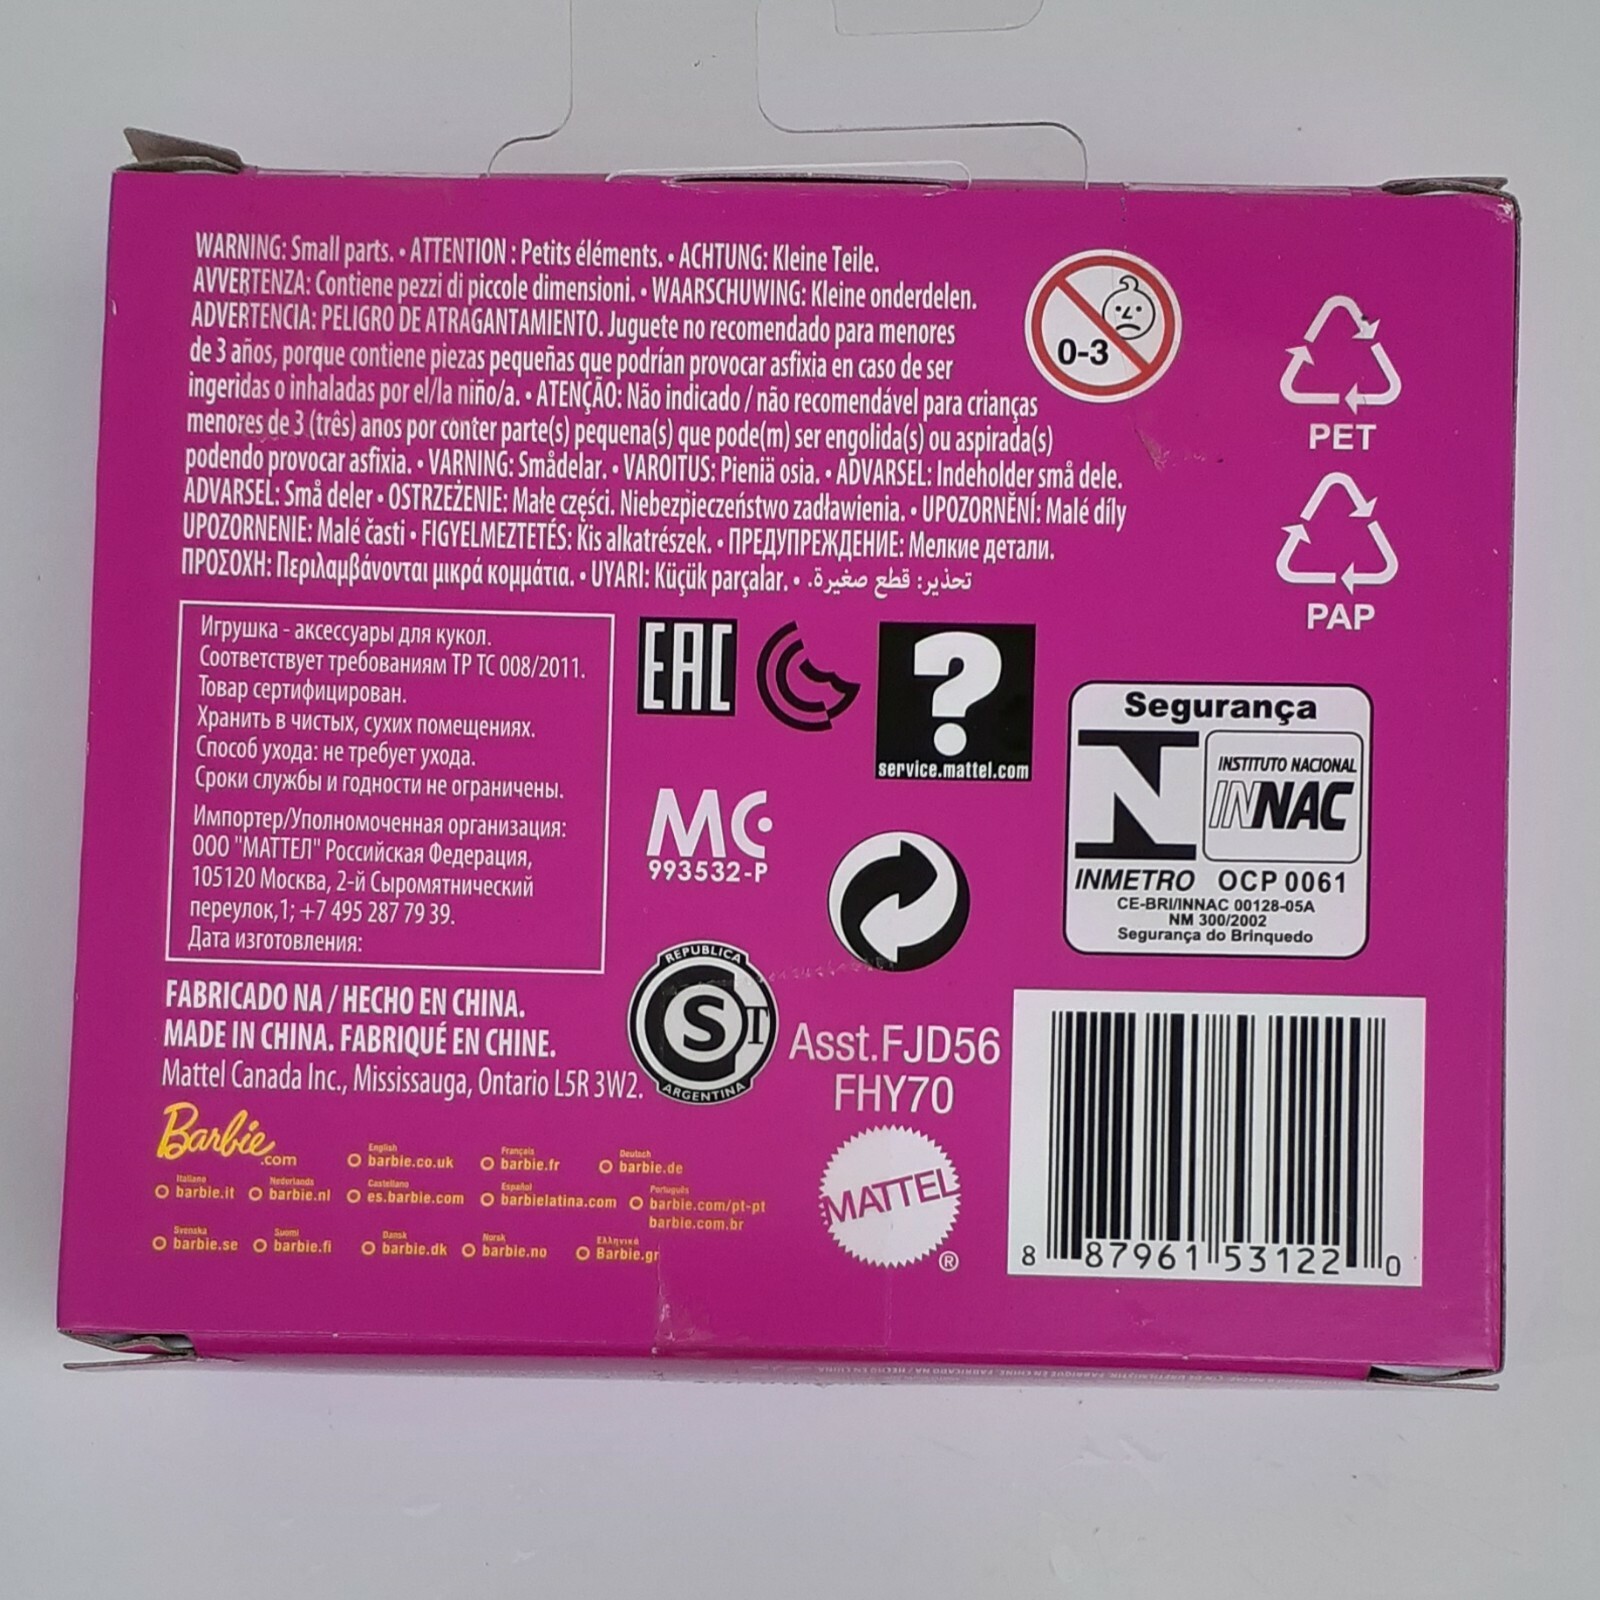 WARNING: Small parts. • ATTENTION : Petits éléments. • ACHTUNG: Kleine Teile.
AVVERTENZA: Contiene pezzi di piccole dimensioni. • WAARSCHUWING: Kleine onderdelen.
ADVERTENCIA: PELIGRO DE ATRAGANTAMIENTO. Juguete no recomendado para menores
de 3 años, porque contiene piezas pequeñas que podrían provocar asfixia en caso de ser
ingeridas o inhaladas por el/la niño/a. • ATENÇÃO: Não indicado / não recomendável para crianças
menores de 3 (três) anos por conter parte(s) pequena(s) que pode(m) ser engolida(s) ou aspirada(s)
podendo provocar asfixia. • VARNING: Smådelar. • VAROITUS: Pieniä osia. • ADVARSEL: Indeholder små dele.
ADVARSEL: Små deler • OSTRZEŻENIE: Małe części. Niebezpieczeństwo zadławienia. • UPOZORNĚNÍ: Malé díly
UPOZORNENIE: Malé časti • FIGYELMEZTETÉS: Kis alkatrészek. • ПРЕДУПРЕЖДЕНИЕ: Мелкие детали.
ΠΡΟΣΟΧΗ: Περιλαμβάνονται μικρά κομμάτια. • UYARI: Küçük parçalar. • تحذير: قطع صغيرة.
0-3
PET
PAP
Игрушка - аксессуары для кукол.
Соответствует требованиям ТР ТС 008/2011.
Товар сертифицирован.
Хранить в чистых, сухих помещениях.
Способ ухода: не требует ухода.
Сроки службы и годности не ограничены.
Импортер/Уполномоченная организация:
ООО "МАТТЕЛ" Российская Федерация,
105120 Москва, 2-й Сыромятнический
переулок,1; +7 495 287 79 39.
Дата изготовления:
EAC
?
service.mattel.com
MC
993532-P
Segurança
INSTITUTO NACIONAL
INNAC
INMETRO OCP 0061
CE-BRI/INNAC 00128-05A
NM 300/2002
Segurança do Brinquedo
FABRICADO NA / HECHO EN CHINA.
MADE IN CHINA. FABRIQUÉ EN CHINE.
Mattel Canada Inc., Mississauga, Ontario L5R 3W2.
REPUBLICA
S T
ARGENTINA
Asst.FJD56
FHY70
MATTEL
®
8 87961 53122 0
Barbie.com
English
barbie.co.uk
Français
barbie.fr
Deutsch
barbie.de
Italiano
barbie.it
Nederlands
barbie.nl
Castellano
es.barbie.com
Español
barbielatina.com
Português
barbie.com/pt-pt
barbie.com.br
Svenska
barbie.se
Suomi
barbie.fi
Dansk
barbie.dk
Norsk
barbie.no
Ελληνικά
Barbie.gr